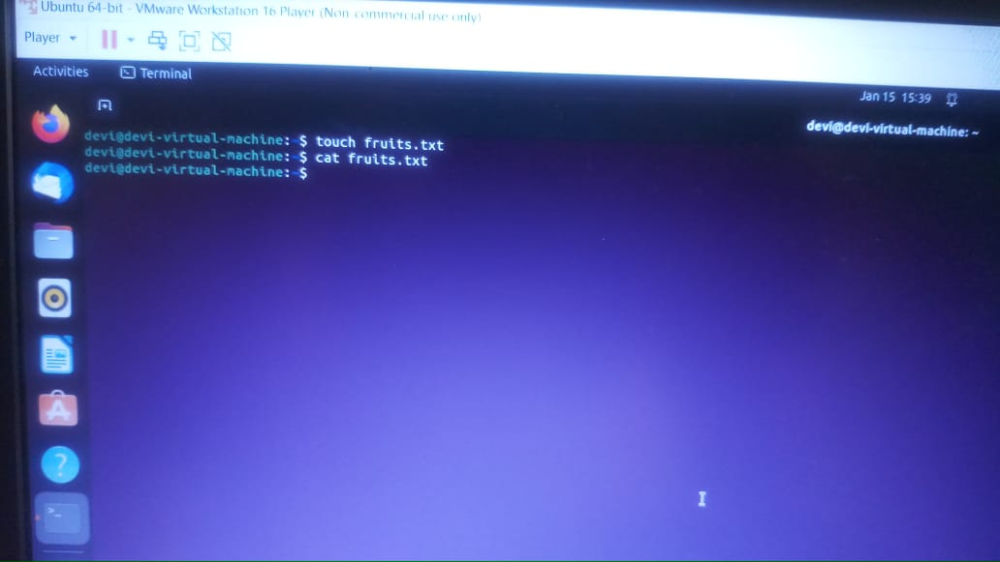 Ubuntu 64-bit - VMware Workstation 16 Player (Non-commercial use only)
Player
Activities
Terminal
Jan 15 15:39
devi@devi-virtual-machine: ~
devi@devi-virtual-machine:~$ touch fruits.txt
devi@devi-virtual-machine:~$ cat fruits.txt
devi@devi-virtual-machine:~$